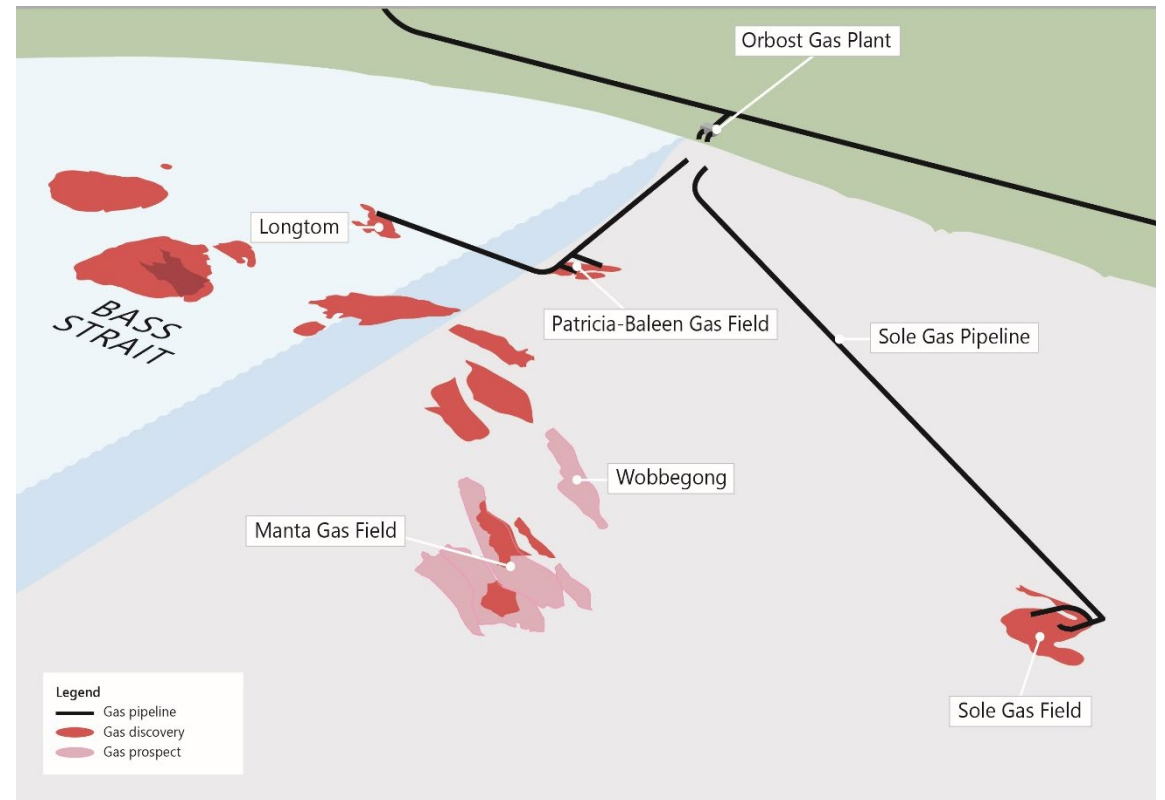 Orbost Gas Plant
Longtom
BASS
STRAIT
Patricia-Baleen Gas Field
Sole Gas Pipeline
Wobbegong
Manta Gas Field
Sole Gas Field
Legend
Gas pipeline
Gas discovery
Gas prospect